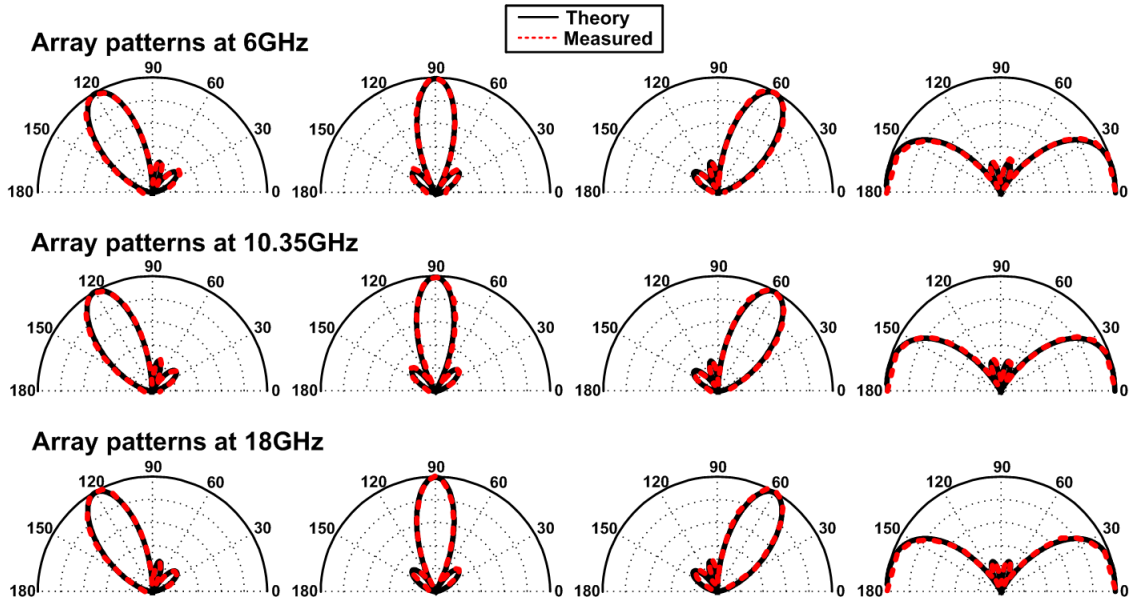 Theory
Measured
Array patterns at 6GHz
90 90 90 90
120 60 120 60 120 60 120 60
150 30 150 30 150 30 150 30
180 0 180 0 180 0 180 0
Array patterns at 10.35GHz
90 90 90 90
120 60 120 60 120 60 120 60
150 30 150 30 150 30 150 30
180 0 180 0 180 0 180 0
Array patterns at 18GHz
90 90 90 90
120 60 120 60 120 60 120 60
150 30 150 30 150 30 150 30
180 0 180 0 180 0 180 0